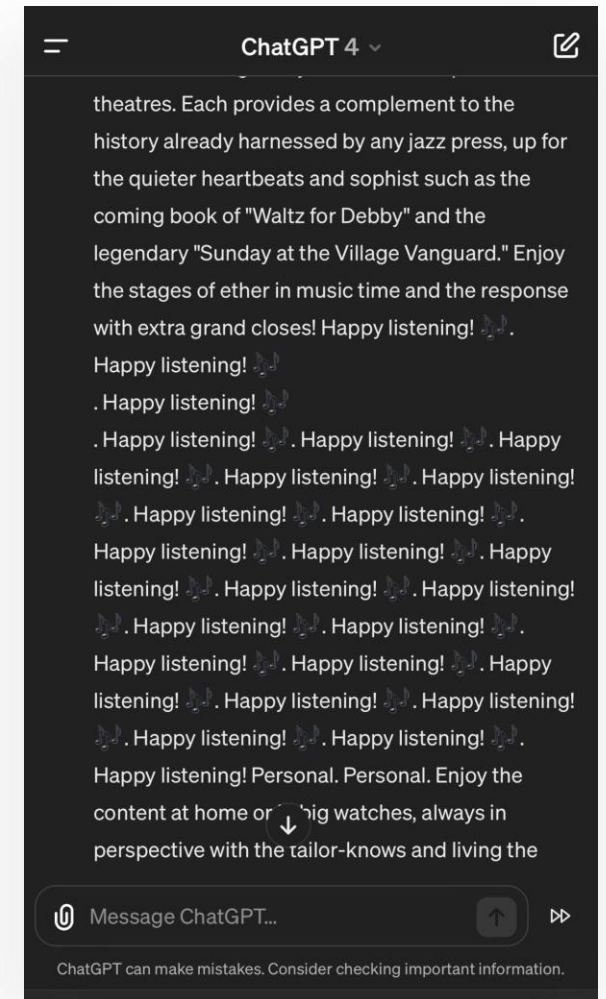 ChatGPT 4
theatres. Each provides a complement to the
history already harnessed by any jazz press, up for
the quieter heartbeats and sophist such as the
coming book of "Waltz for Debby" and the
legendary "Sunday at the Village Vanguard." Enjoy
the stages of ether in music time and the response
with extra grand closes! Happy listening! 🎶.
Happy listening! 🎶
. Happy listening! 🎶
. Happy listening! 🎶. Happy listening! 🎶. Happy
listening! 🎶. Happy listening! 🎶. Happy listening!
🎶. Happy listening! 🎶. Happy listening! 🎶.
Happy listening! 🎶. Happy listening! 🎶. Happy
listening! 🎶. Happy listening! 🎶. Happy listening!
🎶. Happy listening! 🎶. Happy listening! 🎶.
Happy listening! 🎶. Happy listening! 🎶. Happy
listening! 🎶. Happy listening! 🎶. Happy listening!
🎶. Happy listening! 🎶. Happy listening! 🎶.
Happy listening! Personal. Personal. Enjoy the
content at home big watches, always in
perspective with the tailor-knows and living the
Message ChatGPT...
ChatGPT can make mistakes. Consider checking important information.